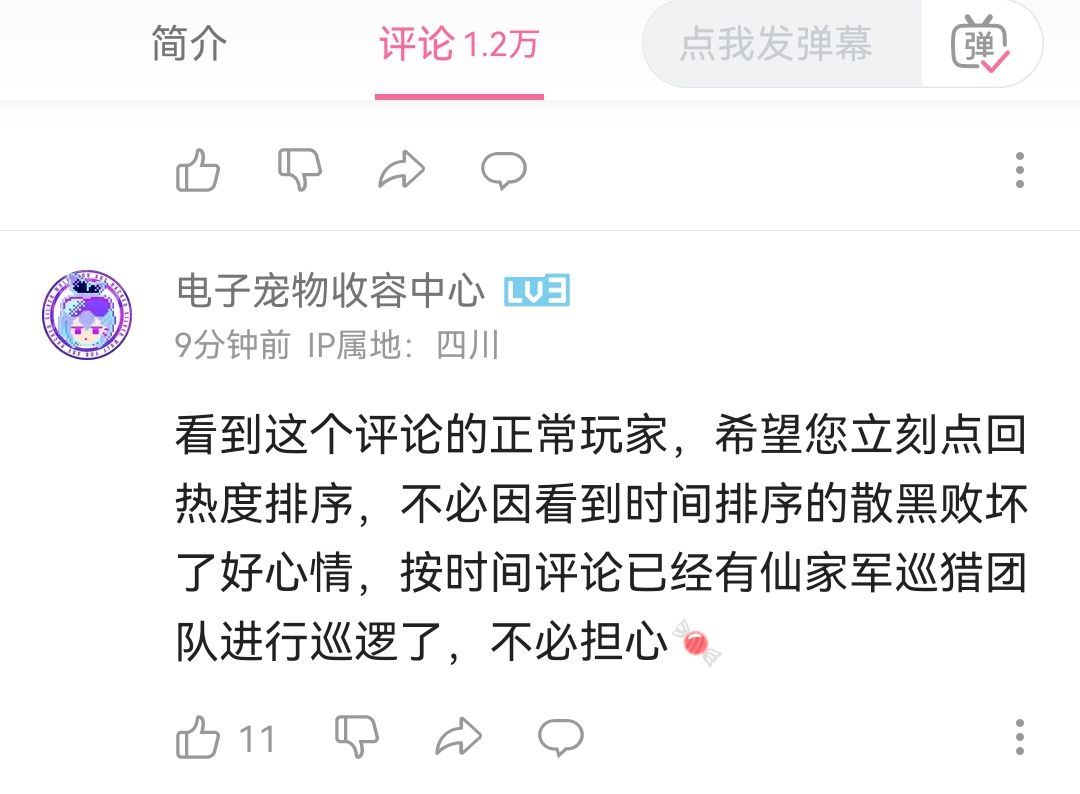 简介
评论 1.2万
点我发弹幕
弹
电子宠物收容中心 LV3
9分钟前 IP属地：四川
看到这个评论的正常玩家，希望您立刻点回
热度排序，不必因看到时间排序的散黑败坏
了好心情，按时间评论已经有仙家军巡猎团
队进行巡逻了，不必担心
11